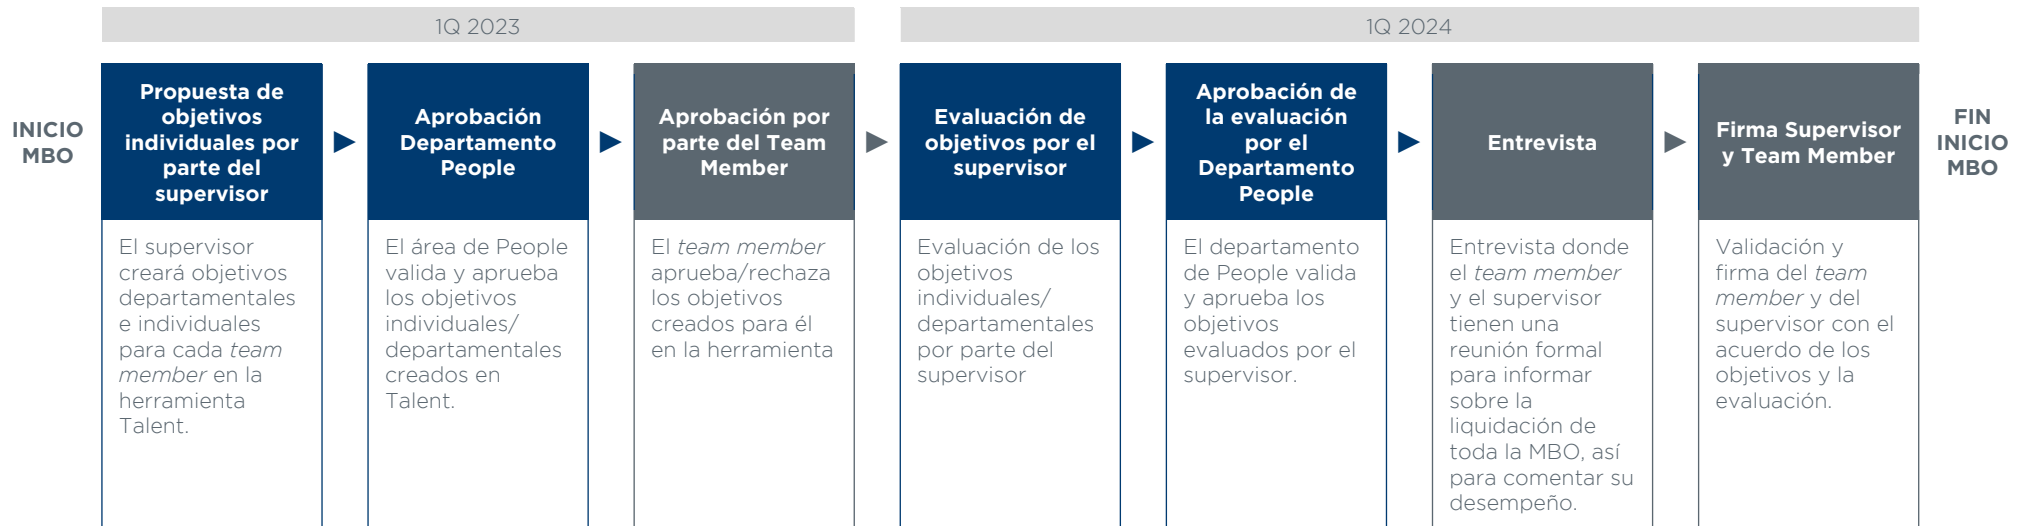 1Q 2023
1Q 2024
INICIO
MBO
Propuesta de
objetivos
individuales por
parte del
supervisor
El supervisor
creará objetivos
departamentales
e individuales
para cada team
member en la
herramienta
Talent.
Aprobación
Departamento
People
El área de People
valida y aprueba
los objetivos
individuales/
departamentales
creados en
Talent.
Aprobación por
parte del Team
Member
El team member
aprueba/rechaza
los objetivos
creados para él
en la herramienta
Evaluación de
objetivos por el
supervisor
Evaluación de los
objetivos
individuales/
departamentales
por parte del
supervisor
Aprobación de
la evaluación
por el
Departamento
People
El departamento
de People valida
y aprueba los
objetivos
evaluados por el
supervisor.
Entrevista
Entrevista donde
el team member
y el supervisor
tienen una
reunión formal
para informar
sobre la
liquidación de
toda la MBO, así
para comentar su
desempeño.
Firma Supervisor
y Team Member
Validación y
firma del team
member y del
supervisor con el
acuerdo de los
objetivos y la
evaluación.
FIN
INICIO
MBO